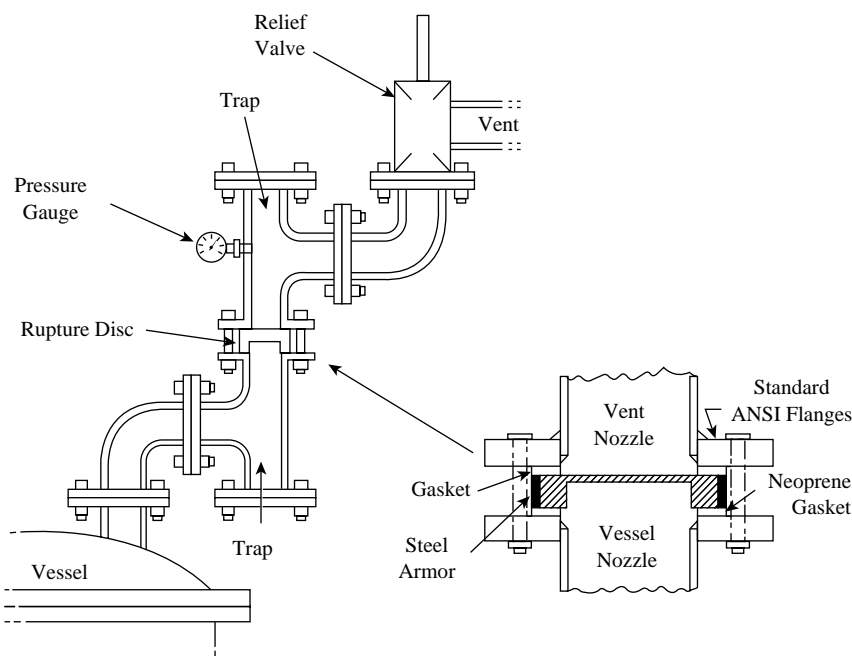 Relief
Valve
Trap
Vent
Pressure
Gauge
Rupture Disc
Trap
Vessel
Standard
ANSI Flanges
Vent
Nozzle
Gasket
Neoprene
Gasket
Steel
Armor
Vessel
Nozzle